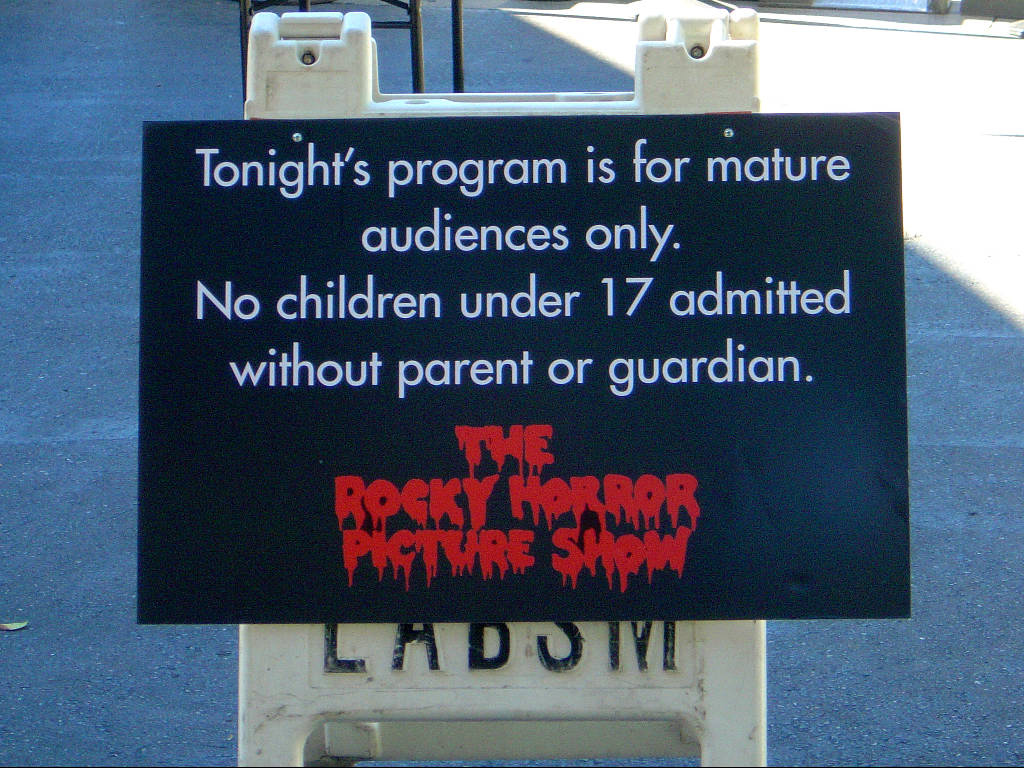 Tonight's program is for mature
audiences only.
No children under 17 admitted
without parent or guardian.
THE
ROCKY HORROR
PICTURE SHOW
LABSM